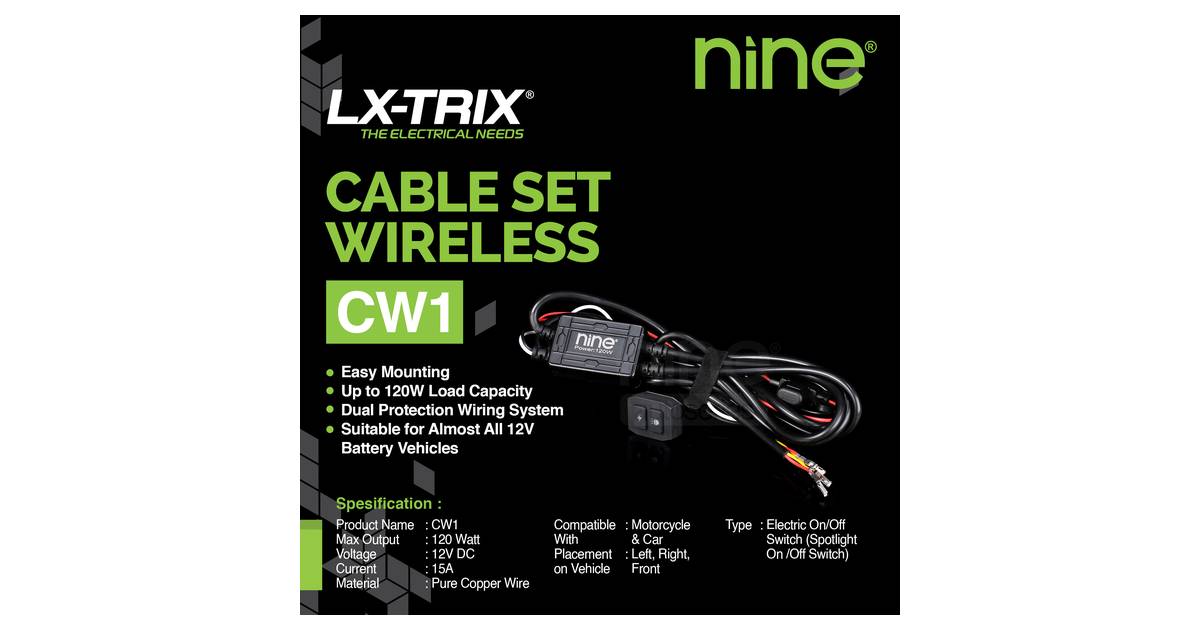 nine®
LX-TRIX®
THE ELECTRICAL NEEDS
CABLE SET
WIRELESS
CW1
nine®
Power:120W
• Easy Mounting
• Up to 120W Load Capacity
• Dual Protection Wiring System
• Suitable for Almost All 12V
Battery Vehicles
Spesification :
Product Name : CW1
Max Output : 120 Watt
Voltage : 12V DC
Current : 15A
Material : Pure Copper Wire
Compatible : Motorcycle
With & Car
Placement : Left, Right,
on Vehicle Front
Type : Electric On/Off
Switch (Spotlight
On /Off Switch)